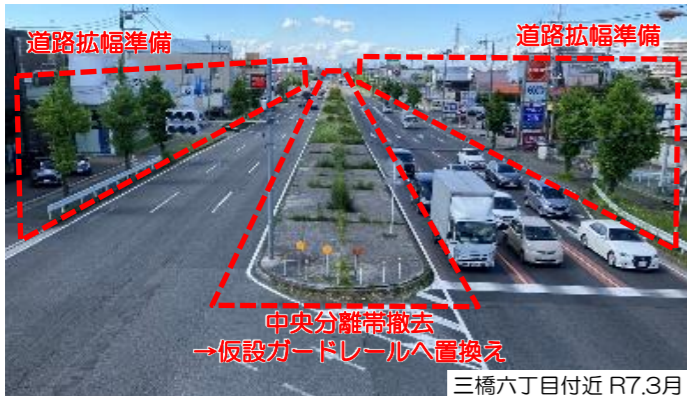 道路拡幅準備
道路拡幅準備
中央分離帯撤去
→仮設ガードレールへ置換え
三橋六丁目付近 R7.3月